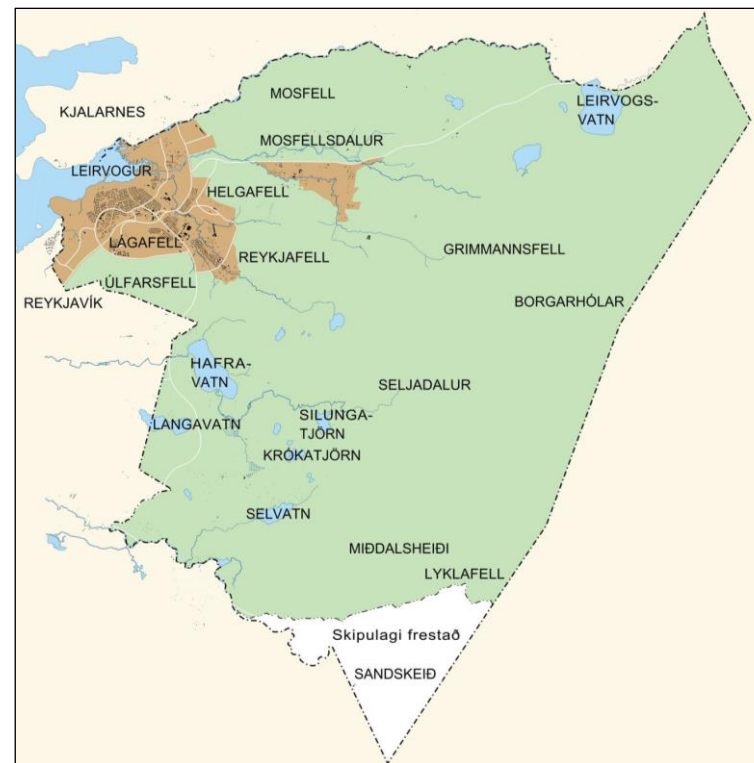 MOSFELL
LEIRVOGS-
VATN
KJALARNES
MOSFELLSDALUR
LEIRVOGUR
HELGAFELL
LÁGAFELL
GRIMMANNSFELL
REYKJAFELL
ÚLFARSFELL
REYKJAVÍK
BORGARHÓLAR
HAFRA-
VATN
SELJADALUR
SILUNGA-
TJÖRN
LANGAVATN
KRÓKATJÖRN
SELVATN
MIÐDALSHEIÐI
LYKLAFELL
Skipulagi frestað
SANDSKEIÐ